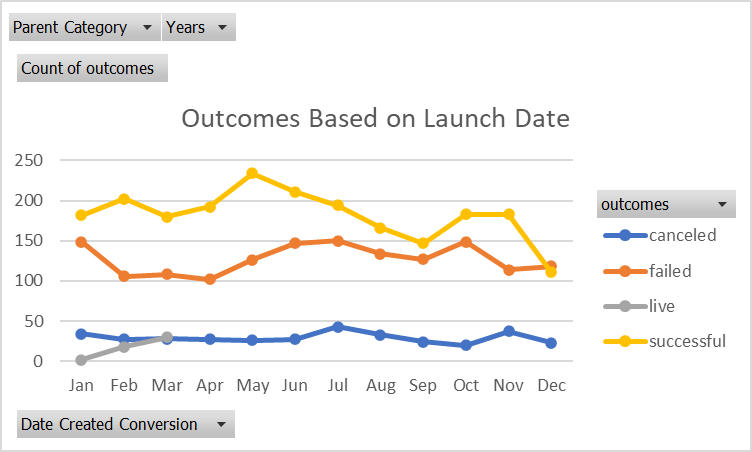 Parent Category Years
Count of outcomes
Outcomes Based on Launch Date
250
200
150
100
50
0
Jan Feb Mar Apr May Jun Jul Aug Sep Oct Nov Dec
outcomes
canceled
failed
live
successful
Date Created Conversion